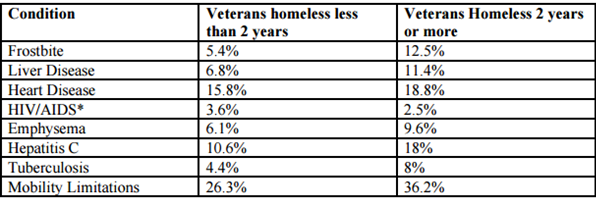 Condition Veterans homeless less than 2 years Veterans Homeless 2 years or more
Frostbite 5.4% 12.5%
Liver Disease 6.8% 11.4%
Heart Disease 15.8% 18.8%
HIV/AIDS* 3.6% 2.5%
Emphysema 6.1% 9.6%
Hepatitis C 10.6% 18%
Tuberculosis 4.4% 8%
Mobility Limitations 26.3% 36.2%